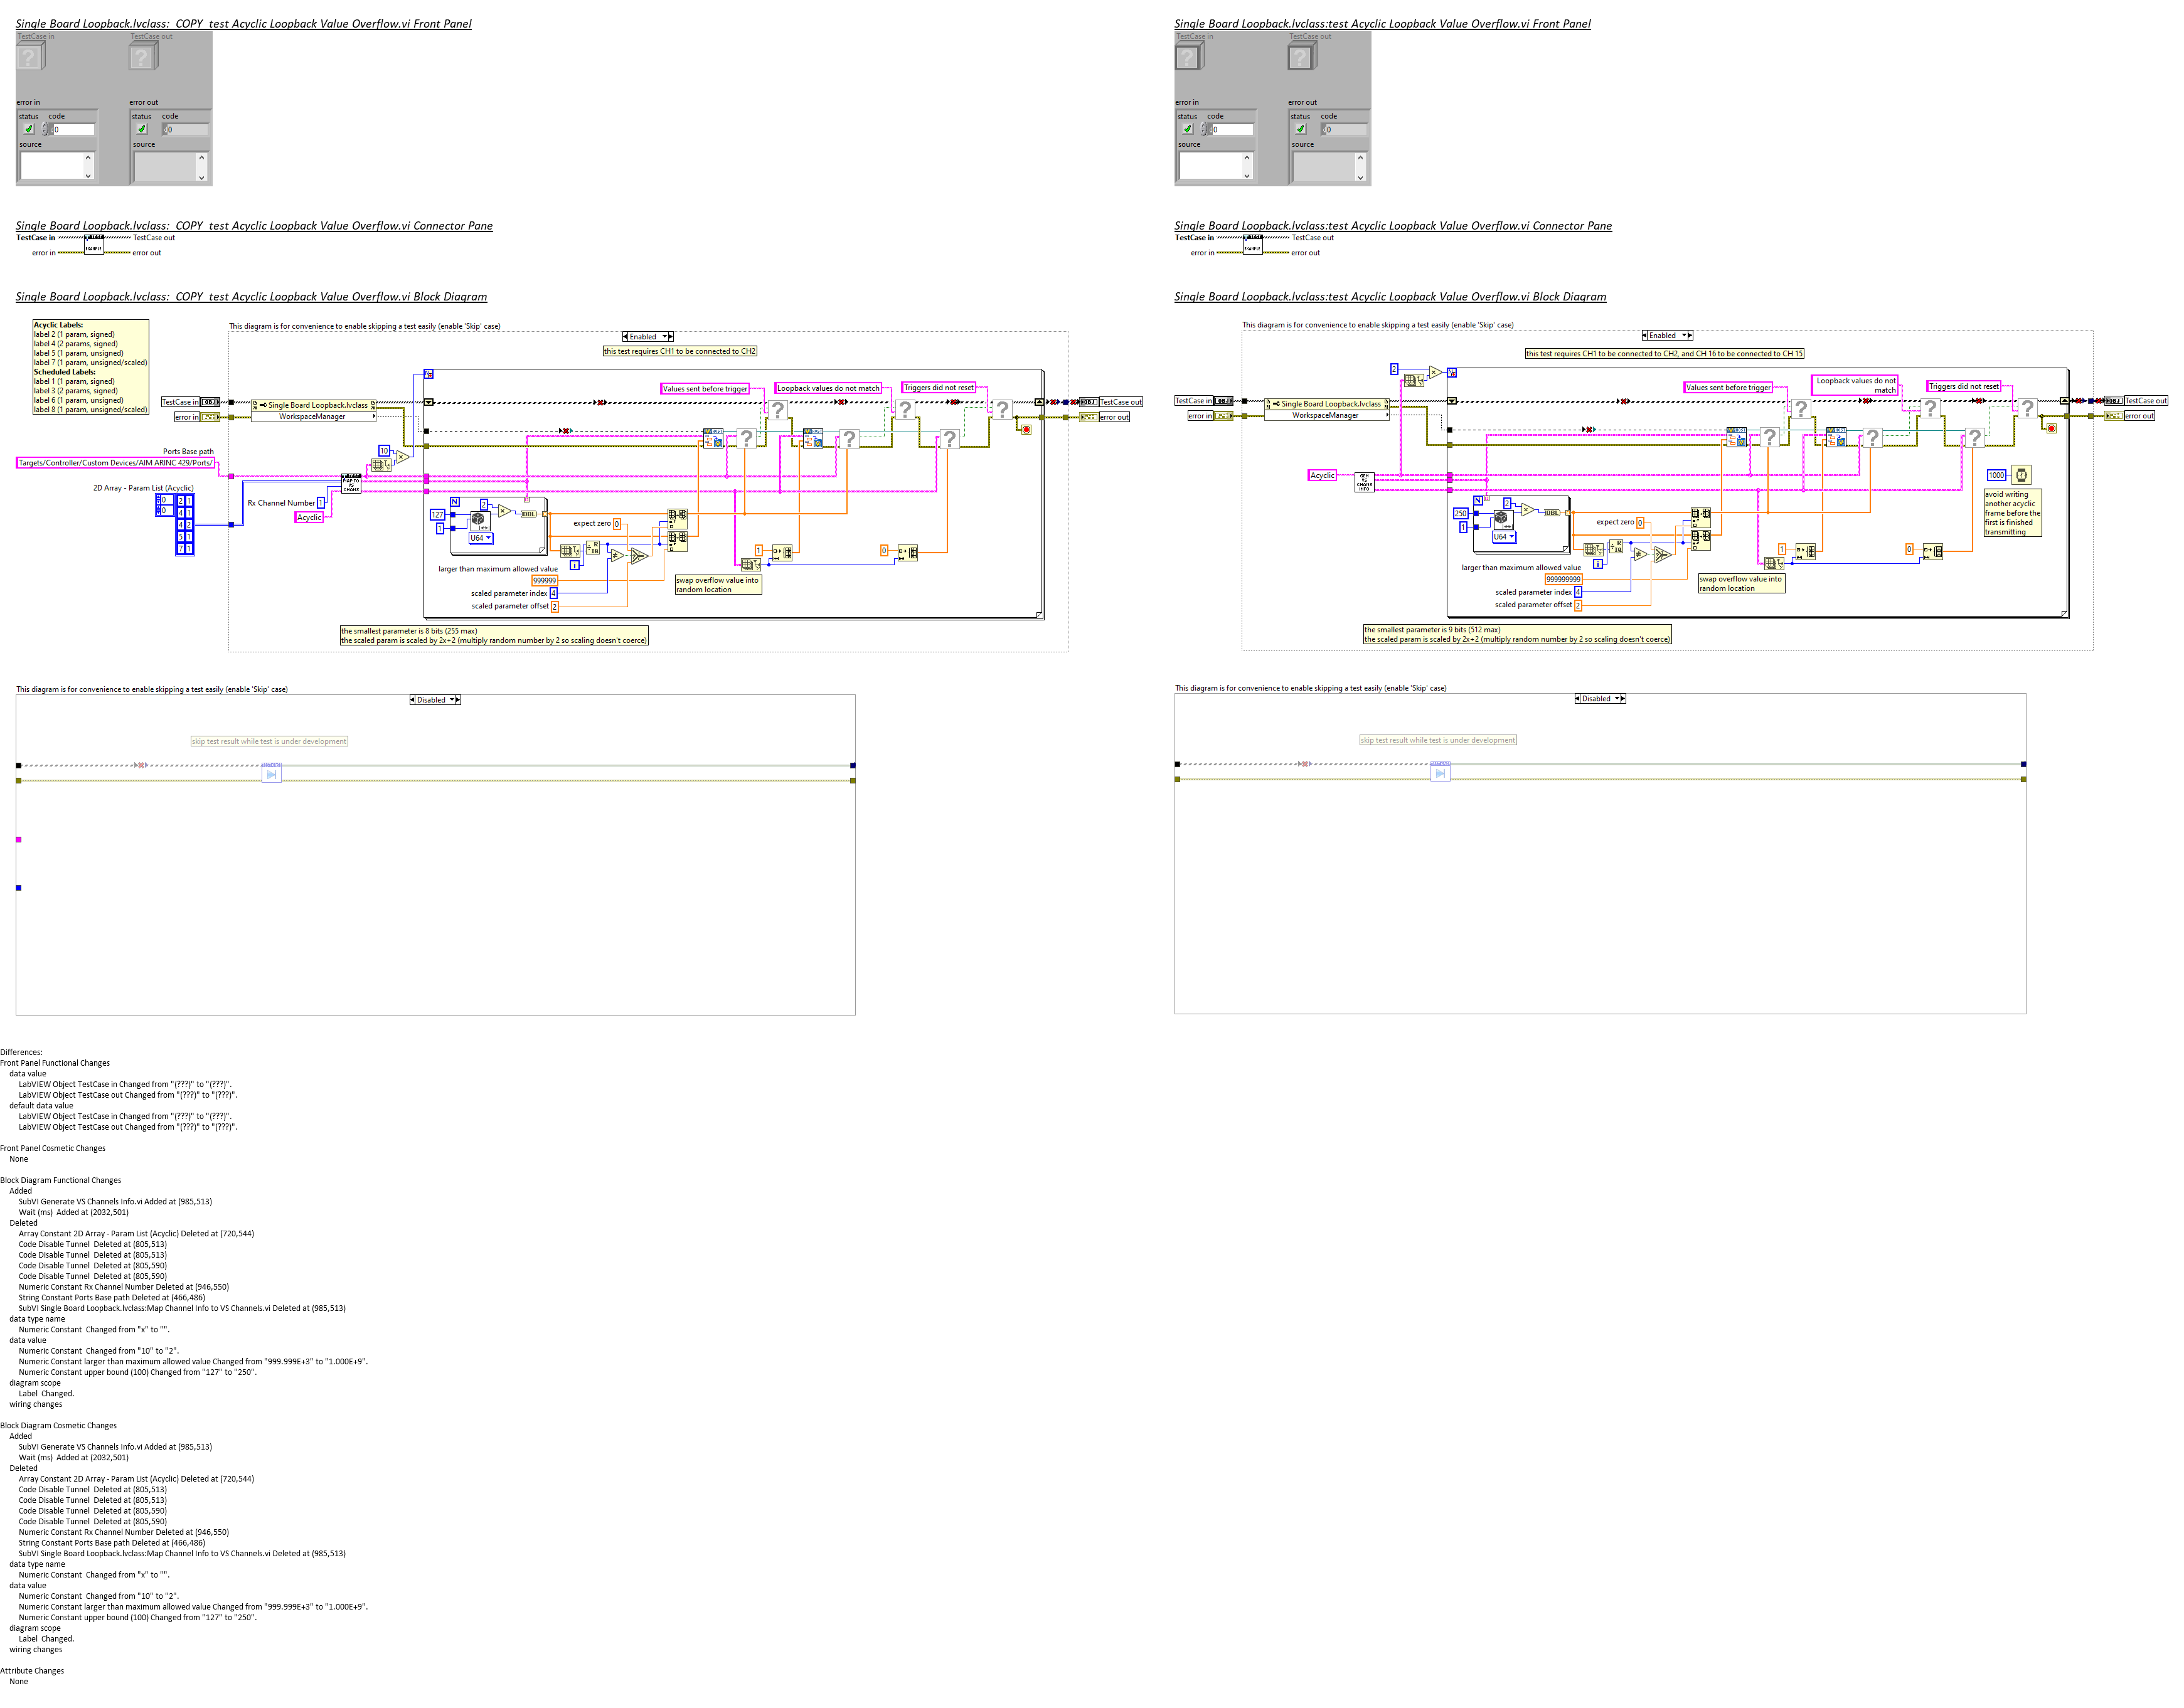 Single Board Loopback.lvclass:_COPY_test Acyclic Loopback Value Overflow.vi Front Panel
TestCase in
TestCase out
error in
error out
status
code
status
code
0
0
source
source
Single Board Loopback.lvclass:_COPY_test Acyclic Loopback Value Overflow.vi Connector Pane
TestCase in
TestCase out
error in
error out
EXAMPLE
Single Board Loopback.lvclass:_COPY_test Acyclic Loopback Value Overflow.vi Block Diagram
Acyclic Labels:
label 2 (1 param, signed)
label 4 (2 params, signed)
label 5 (1 param, unsigned)
label 7 (1 param, unsigned/scaled)
Scheduled Labels:
label 1 (1 param, signed)
label 3 (2 params, signed)
label 6 (1 param, unsigned)
label 8 (1 param, unsigned/scaled)
This diagram is for convenience to enable skipping a test easily (enable 'Skip' case)
Enabled
this test requires CH1 to be connected to CH2
Values sent before trigger
Loopback values do not match
Triggers did not reset
TestCase in
error in
Single Board Loopback.lvclass
WorkspaceManager
TestCase out
error out
Ports Base path
Targets/Controller/Custom Devices/AIM ARINC 429/Ports/
10
2D Array - Param List (Acyclic)
0
0
2 1
4 1
4 2
5 1
7 1
Rx Channel Number 1
Acyclic
N
127
1
2
U64
DBL
expect zero 0
i
larger than maximum allowed value
999999
scaled parameter index 4
scaled parameter offset 2
1
0
swap overflow value into
random location
the smallest parameter is 8 bits (255 max)
the scaled param is scaled by 2x+2 (multiply random number by 2 so scaling doesn't coerce)
This diagram is for convenience to enable skipping a test easily (enable 'Skip' case)
Disabled
skip test result while test is under development
Single Board Loopback.lvclass:test Acyclic Loopback Value Overflow.vi Front Panel
TestCase in
TestCase out
error in
error out
status
code
status
code
0
0
source
source
Single Board Loopback.lvclass:test Acyclic Loopback Value Overflow.vi Connector Pane
TestCase in
TestCase out
error in
error out
EXAMPLE
Single Board Loopback.lvclass:test Acyclic Loopback Value Overflow.vi Block Diagram
This diagram is for convenience to enable skipping a test easily (enable 'Skip' case)
Enabled
this test requires CH1 to be connected to CH2, and CH 16 to be connected to CH 15
2
Values sent before trigger
Loopback values do not
match
Triggers did not reset
TestCase in
error in
Single Board Loopback.lvclass
WorkspaceManager
TestCase out
error out
Acyclic
GEN
VS
CHANS
INFO
1000
avoid writing
another acyclic
frame before the
first is finished
transmitting
N
250
1
2
U64
DBL
expect zero 0
i
larger than maximum allowed value
999999999
scaled parameter index 4
scaled parameter offset 2
1
0
swap overflow value into
random location
the smallest parameter is 9 bits (512 max)
the scaled param is scaled by 2x+2 (multiply random number by 2 so scaling doesn't coerce)
This diagram is for convenience to enable skipping a test easily (enable 'Skip' case)
Disabled
skip test result while test is under development
Differences:
Front Panel Functional Changes
data value
LabVIEW Object TestCase in Changed from "(???)" to "(???)".
LabVIEW Object TestCase out Changed from "(???)" to "(???)".
default data value
LabVIEW Object TestCase in Changed from "(???)" to "(???)".
LabVIEW Object TestCase out Changed from "(???)" to "(???)".
Front Panel Cosmetic Changes
None
Block Diagram Functional Changes
Added
SubVI Generate VS Channels Info.vi Added at (985,513)
Wait (ms)  Added at (2032,501)
Deleted
Array Constant 2D Array - Param List (Acyclic) Deleted at (720,544)
Code Disable Tunnel  Deleted at (805,513)
Code Disable Tunnel  Deleted at (805,513)
Code Disable Tunnel  Deleted at (805,590)
Code Disable Tunnel  Deleted at (805,590)
Numeric Constant Rx Channel Number Deleted at (946,550)
String Constant Ports Base path Deleted at (466,486)
SubVI Single Board Loopback.lvclass:Map Channel Info to VS Channels.vi Deleted at (985,513)
data type name
Numeric Constant  Changed from "x" to "".
data value
Numeric Constant  Changed from "10" to "2".
Numeric Constant larger than maximum allowed value Changed from "999.999E+3" to "1.000E+9".
Numeric Constant upper bound (100) Changed from "127" to "250".
diagram scope
Label  Changed.
wiring changes
Block Diagram Cosmetic Changes
Added
SubVI Generate VS Channels Info.vi Added at (985,513)
Wait (ms)  Added at (2032,501)
Deleted
Array Constant 2D Array - Param List (Acyclic) Deleted at (720,544)
Code Disable Tunnel  Deleted at (805,513)
Code Disable Tunnel  Deleted at (805,513)
Code Disable Tunnel  Deleted at (805,590)
Code Disable Tunnel  Deleted at (805,590)
Numeric Constant Rx Channel Number Deleted at (946,550)
String Constant Ports Base path Deleted at (466,486)
SubVI Single Board Loopback.lvclass:Map Channel Info to VS Channels.vi Deleted at (985,513)
data type name
Numeric Constant  Changed from "x" to "".
data value
Numeric Constant  Changed from "10" to "2".
Numeric Constant larger than maximum allowed value Changed from "999.999E+3" to "1.000E+9".
Numeric Constant upper bound (100) Changed from "127" to "250".
diagram scope
Label  Changed.
wiring changes
Attribute Changes
None